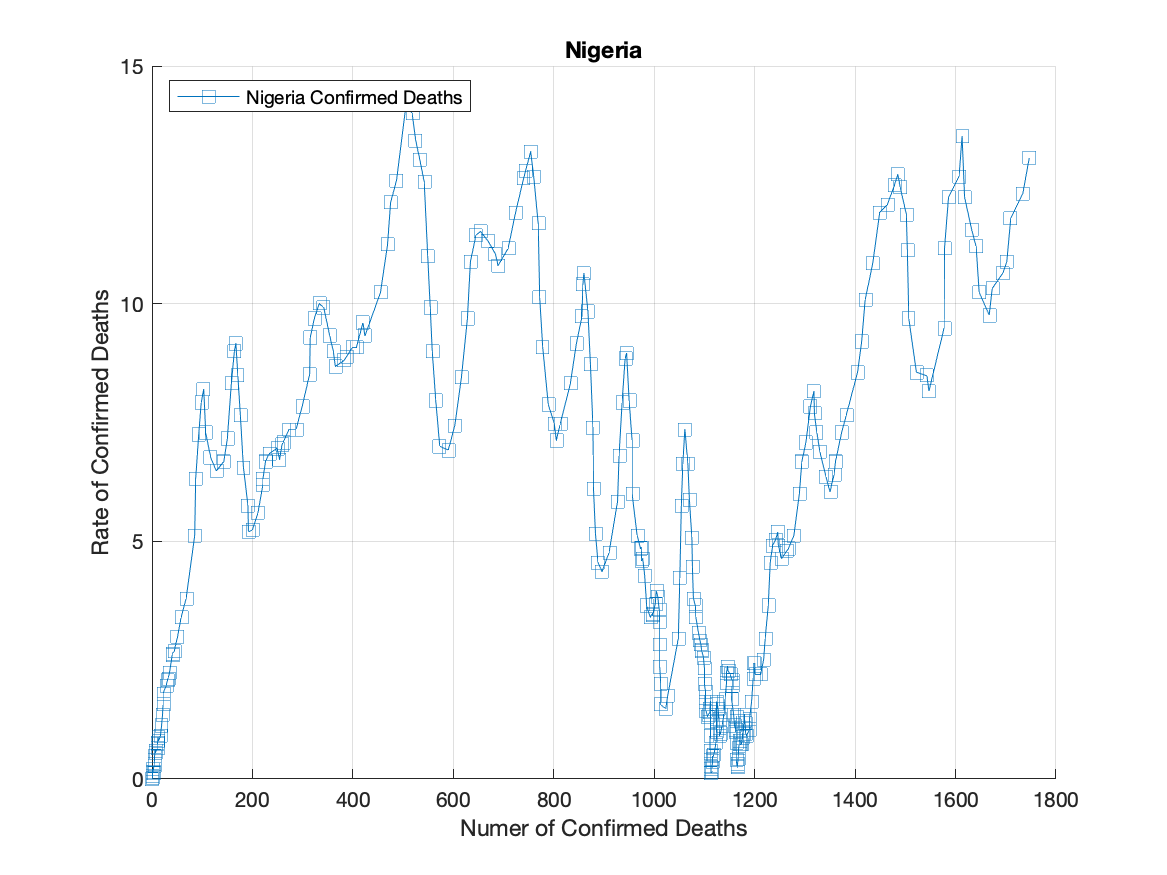 Nigeria
15
Nigeria Confirmed Deaths
10
5
0
Rate of Confirmed Deaths
0 200 400 600 800 1000 1200 1400 1600 1800
Numer of Confirmed Deaths